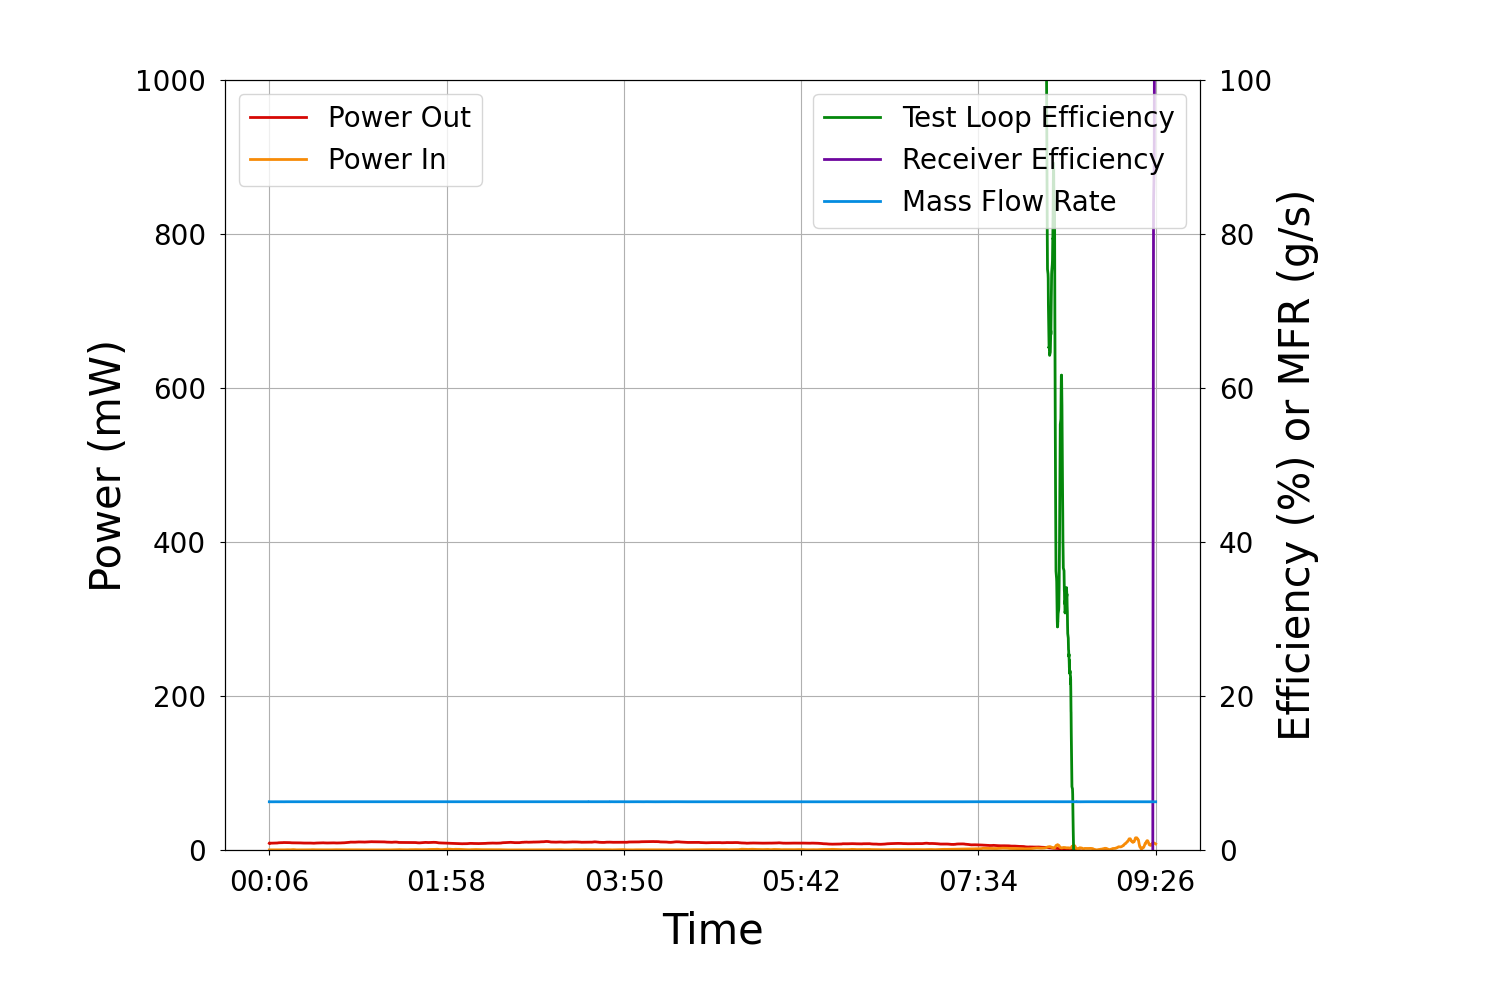 1000
800
600
400
200
0
Power (mW)
Power Out
Power In
Test Loop Efficiency
Receiver Efficiency
Mass Flow Rate
100
80
60
40
20
0
Efficiency (%) or MFR (g/s)
00:06 01:58 03:50 05:42 07:34 09:26
Time